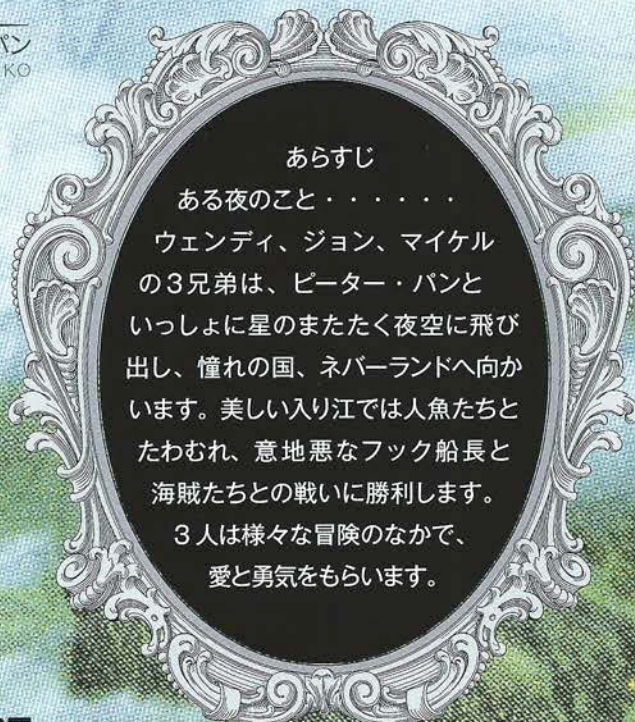 パン
KO
あらすじ
ある夜のこと・・・・・・
ウェンディ、ジョン、マイケル
の3兄弟は、ピーター・パンと
いっしょに星のまたたく夜空に飛び
出し、憧れの国、ネバーランドへ向か
います。美しい入り江では人魚たちと
たわむれ、意地悪なフック船長と
海賊たちとの戦いに勝利します。
3人は様々な冒険のなかで、
愛と勇気をもらいます。